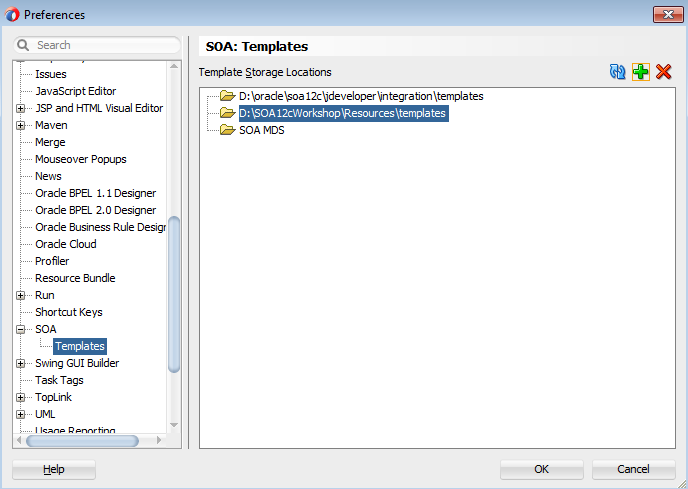 Preferences
Search
Issues
JavaScript Editor
JSP and HTML Visual Editor
Maven
Merge
Mouseover Popups
News
Oracle BPEL 1.1 Designer
Oracle BPEL 2.0 Designer
Oracle Business Rule Desig
Oracle Cloud
Profiler
Resource Bundle
Run
Shortcut Keys
SOA
Templates
Swing GUI Builder
Task Tags
TopLink
UML
Usage Reporting
SOA: Templates
Template Storage Locations
D:\oracle\soa12c\jdeveloper\integration\templates
D:\SOA12cWorkshop\Resources\templates
SOA MDS
Help
OK
Cancel